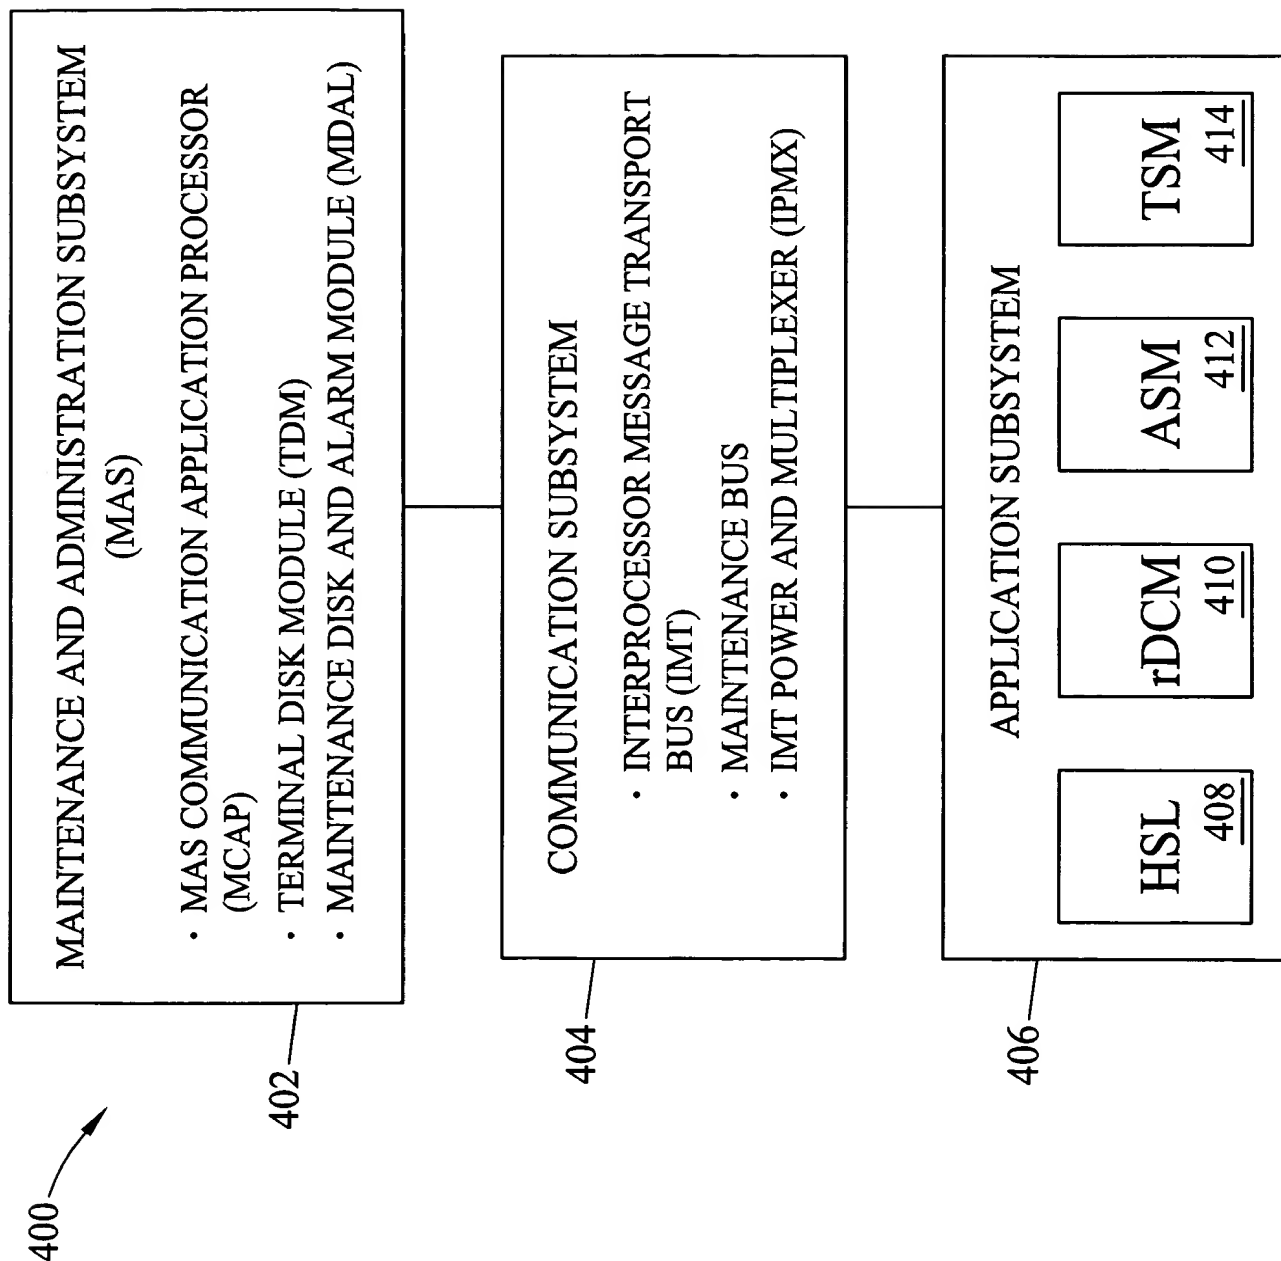 400
MAINTENANCE AND ADMINISTRATION SUBSYSTEM
(MAS)
· MAS COMMUNICATION APPLICATION PROCESSOR
(MCAP)
· TERMINAL DISK MODULE (TDM)
· MAINTENANCE DISK AND ALARM MODULE (MDAL)
402
COMMUNICATION SUBSYSTEM
· INTERPROCESSOR MESSAGE TRANSPORT
BUS (IMT)
· MAINTENANCE BUS
· IMT POWER AND MULTIPLEXER (IPMX)
404
APPLICATION SUBSYSTEM
HSL
408
rDCM
410
ASM
412
TSM
414
406